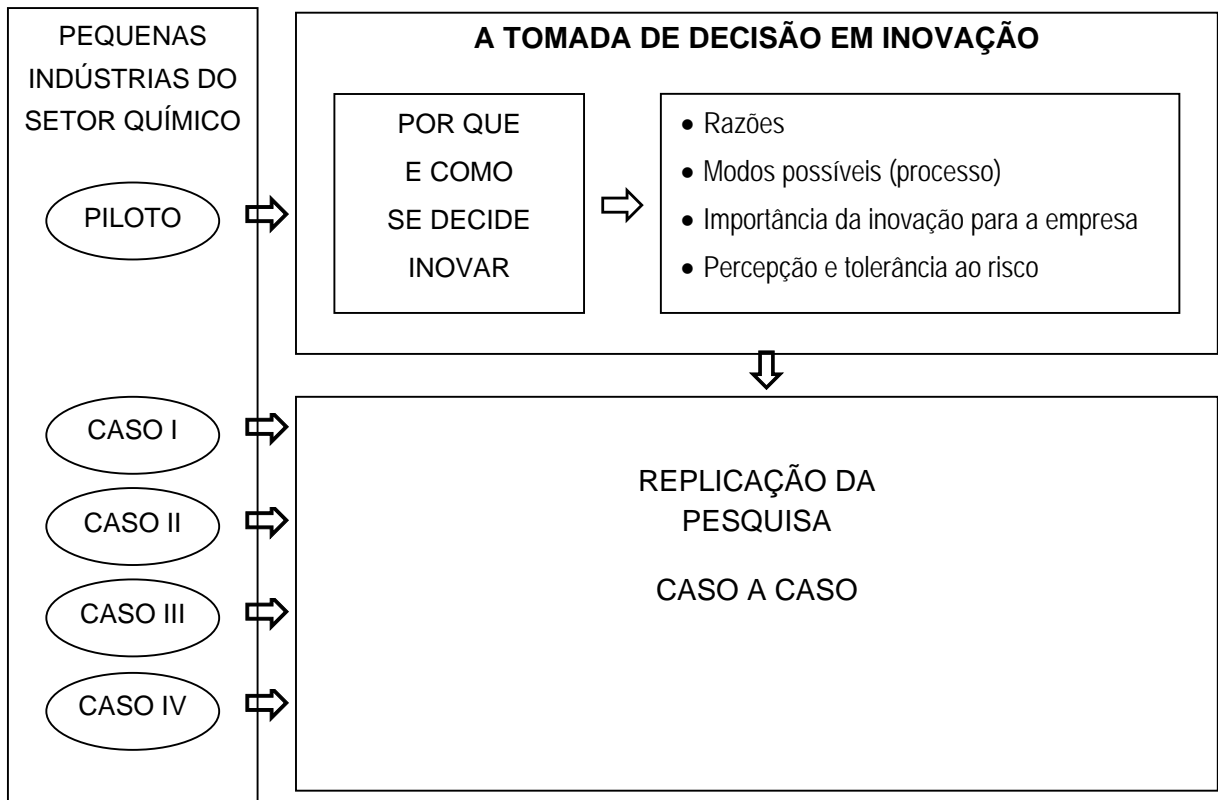 PEQUENAS
INDÚSTRIAS DO
SETOR QUÍMICO
PILOTO
CASO I
CASO II
CASO III
CASO IV
A TOMADA DE DECISÃO EM INOVAÇÃO
POR QUE
E COMO
SE DECIDE
INOVAR
• Razões
• Modos possíveis (processo)
• Importância da inovação para a empresa
• Percepção e tolerância ao risco
REPLICAÇÃO DA
PESQUISA
CASO A CASO